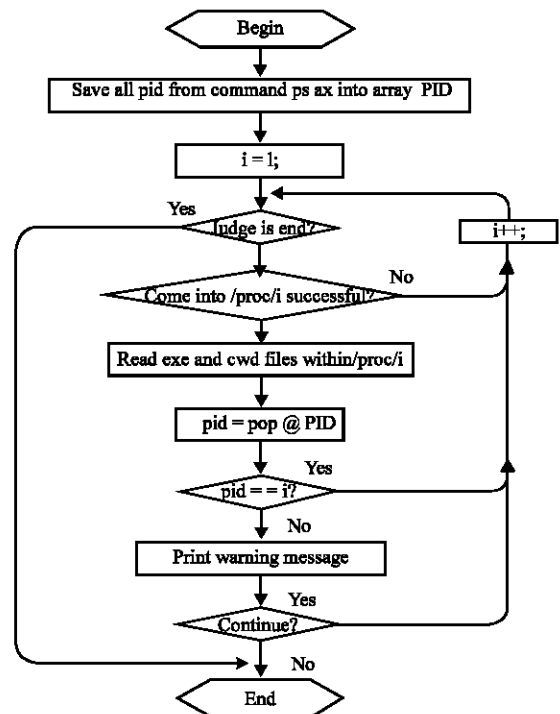 Begin
Save all pid from command ps ax into array PID
i = 1;
Yes
Judge is end?
i++;
No
Come into /proc/i successful?
Read exe and cwd files within/proc/i
pid = pop @ PID
Yes
pid = = i?
No
Print warning message
Yes
Continue?
No
End